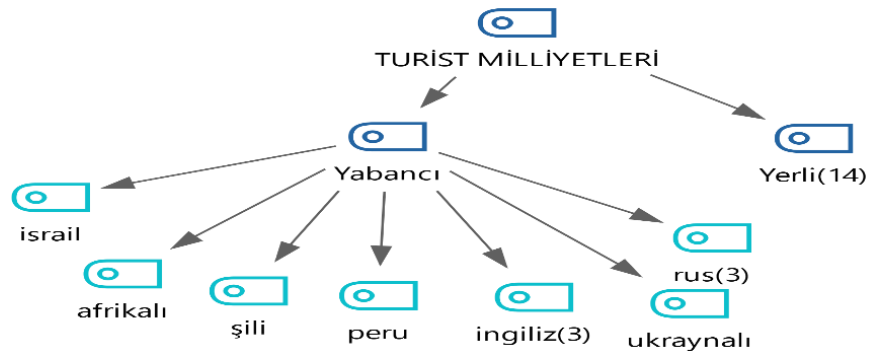 TURİST MİLLİYETLERİ
Yabancı
Yerli(14)
israil
afrikalı
şili
peru
ingiliz(3)
ukraynalı
rus(3)